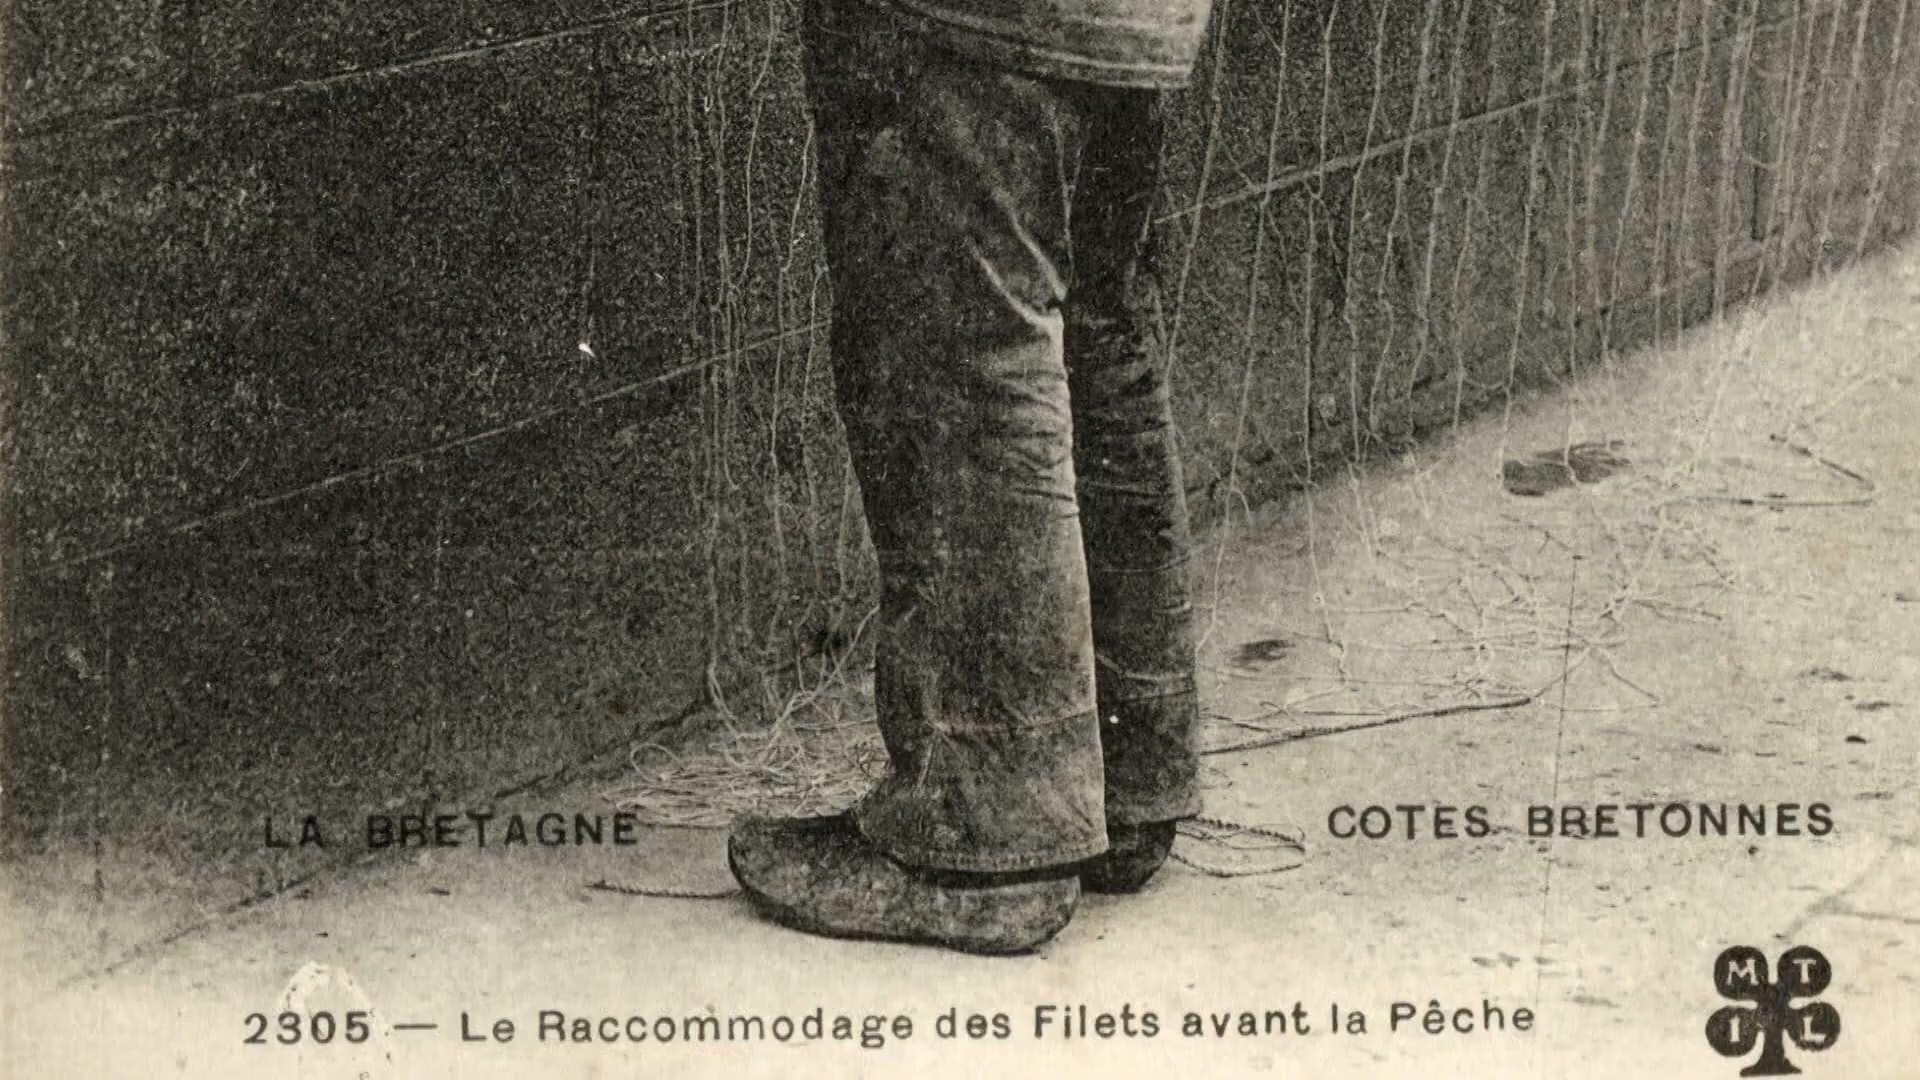 LA BRETAGNE
COTES BRETONNES
2305 — Le Raccommodage des Filets avant la Pêche
M T
I L